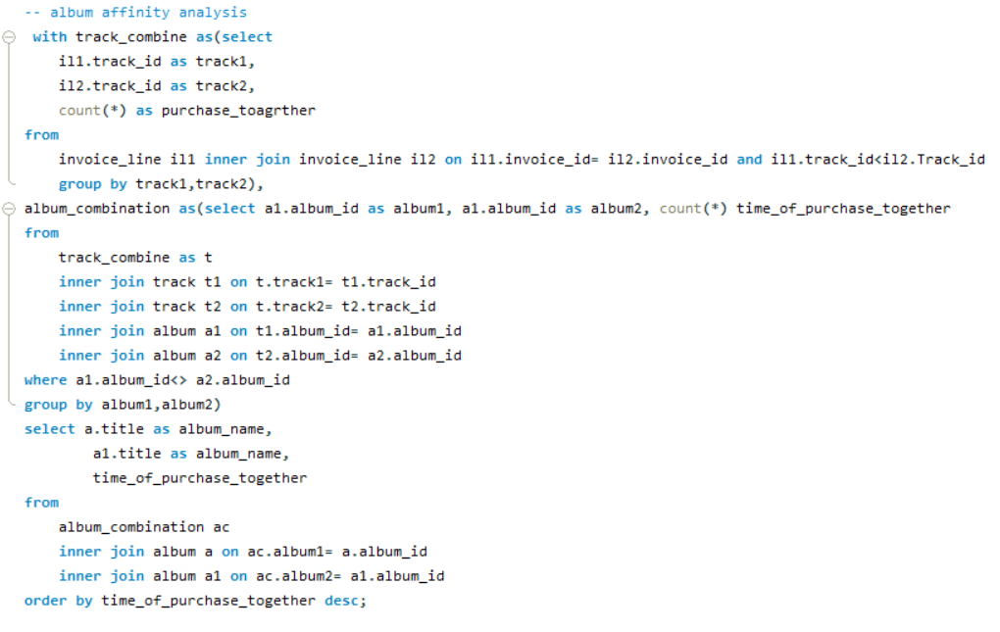 -- album affinity analysis
with track_combine as(select
il1.track_id as track1,
il2.track_id as track2,
count(*) as purchase_toagrther
from
invoice_line il1 inner join invoice_line il2 on il1.invoice_id= il2.invoice_id and il1.track_id<il2.Track_id
group by track1,track2),
album_combination as(select a1.album_id as album1, a1.album_id as album2, count(*) time_of_purchase_together
from
track_combine as t
inner join track t1 on t.track1= t1.track_id
inner join track t2 on t.track2= t2.track_id
inner join album a1 on t1.album_id= a1.album_id
inner join album a2 on t2.album_id= a2.album_id
where a1.album_id<> a2.album_id
group by album1,album2)
select a.title as album_name,
a1.title as album_name,
time_of_purchase_together
from
album_combination ac
inner join album a on ac.album1= a.album_id
inner join album a1 on ac.album2= a1.album_id
order by time_of_purchase_together desc;